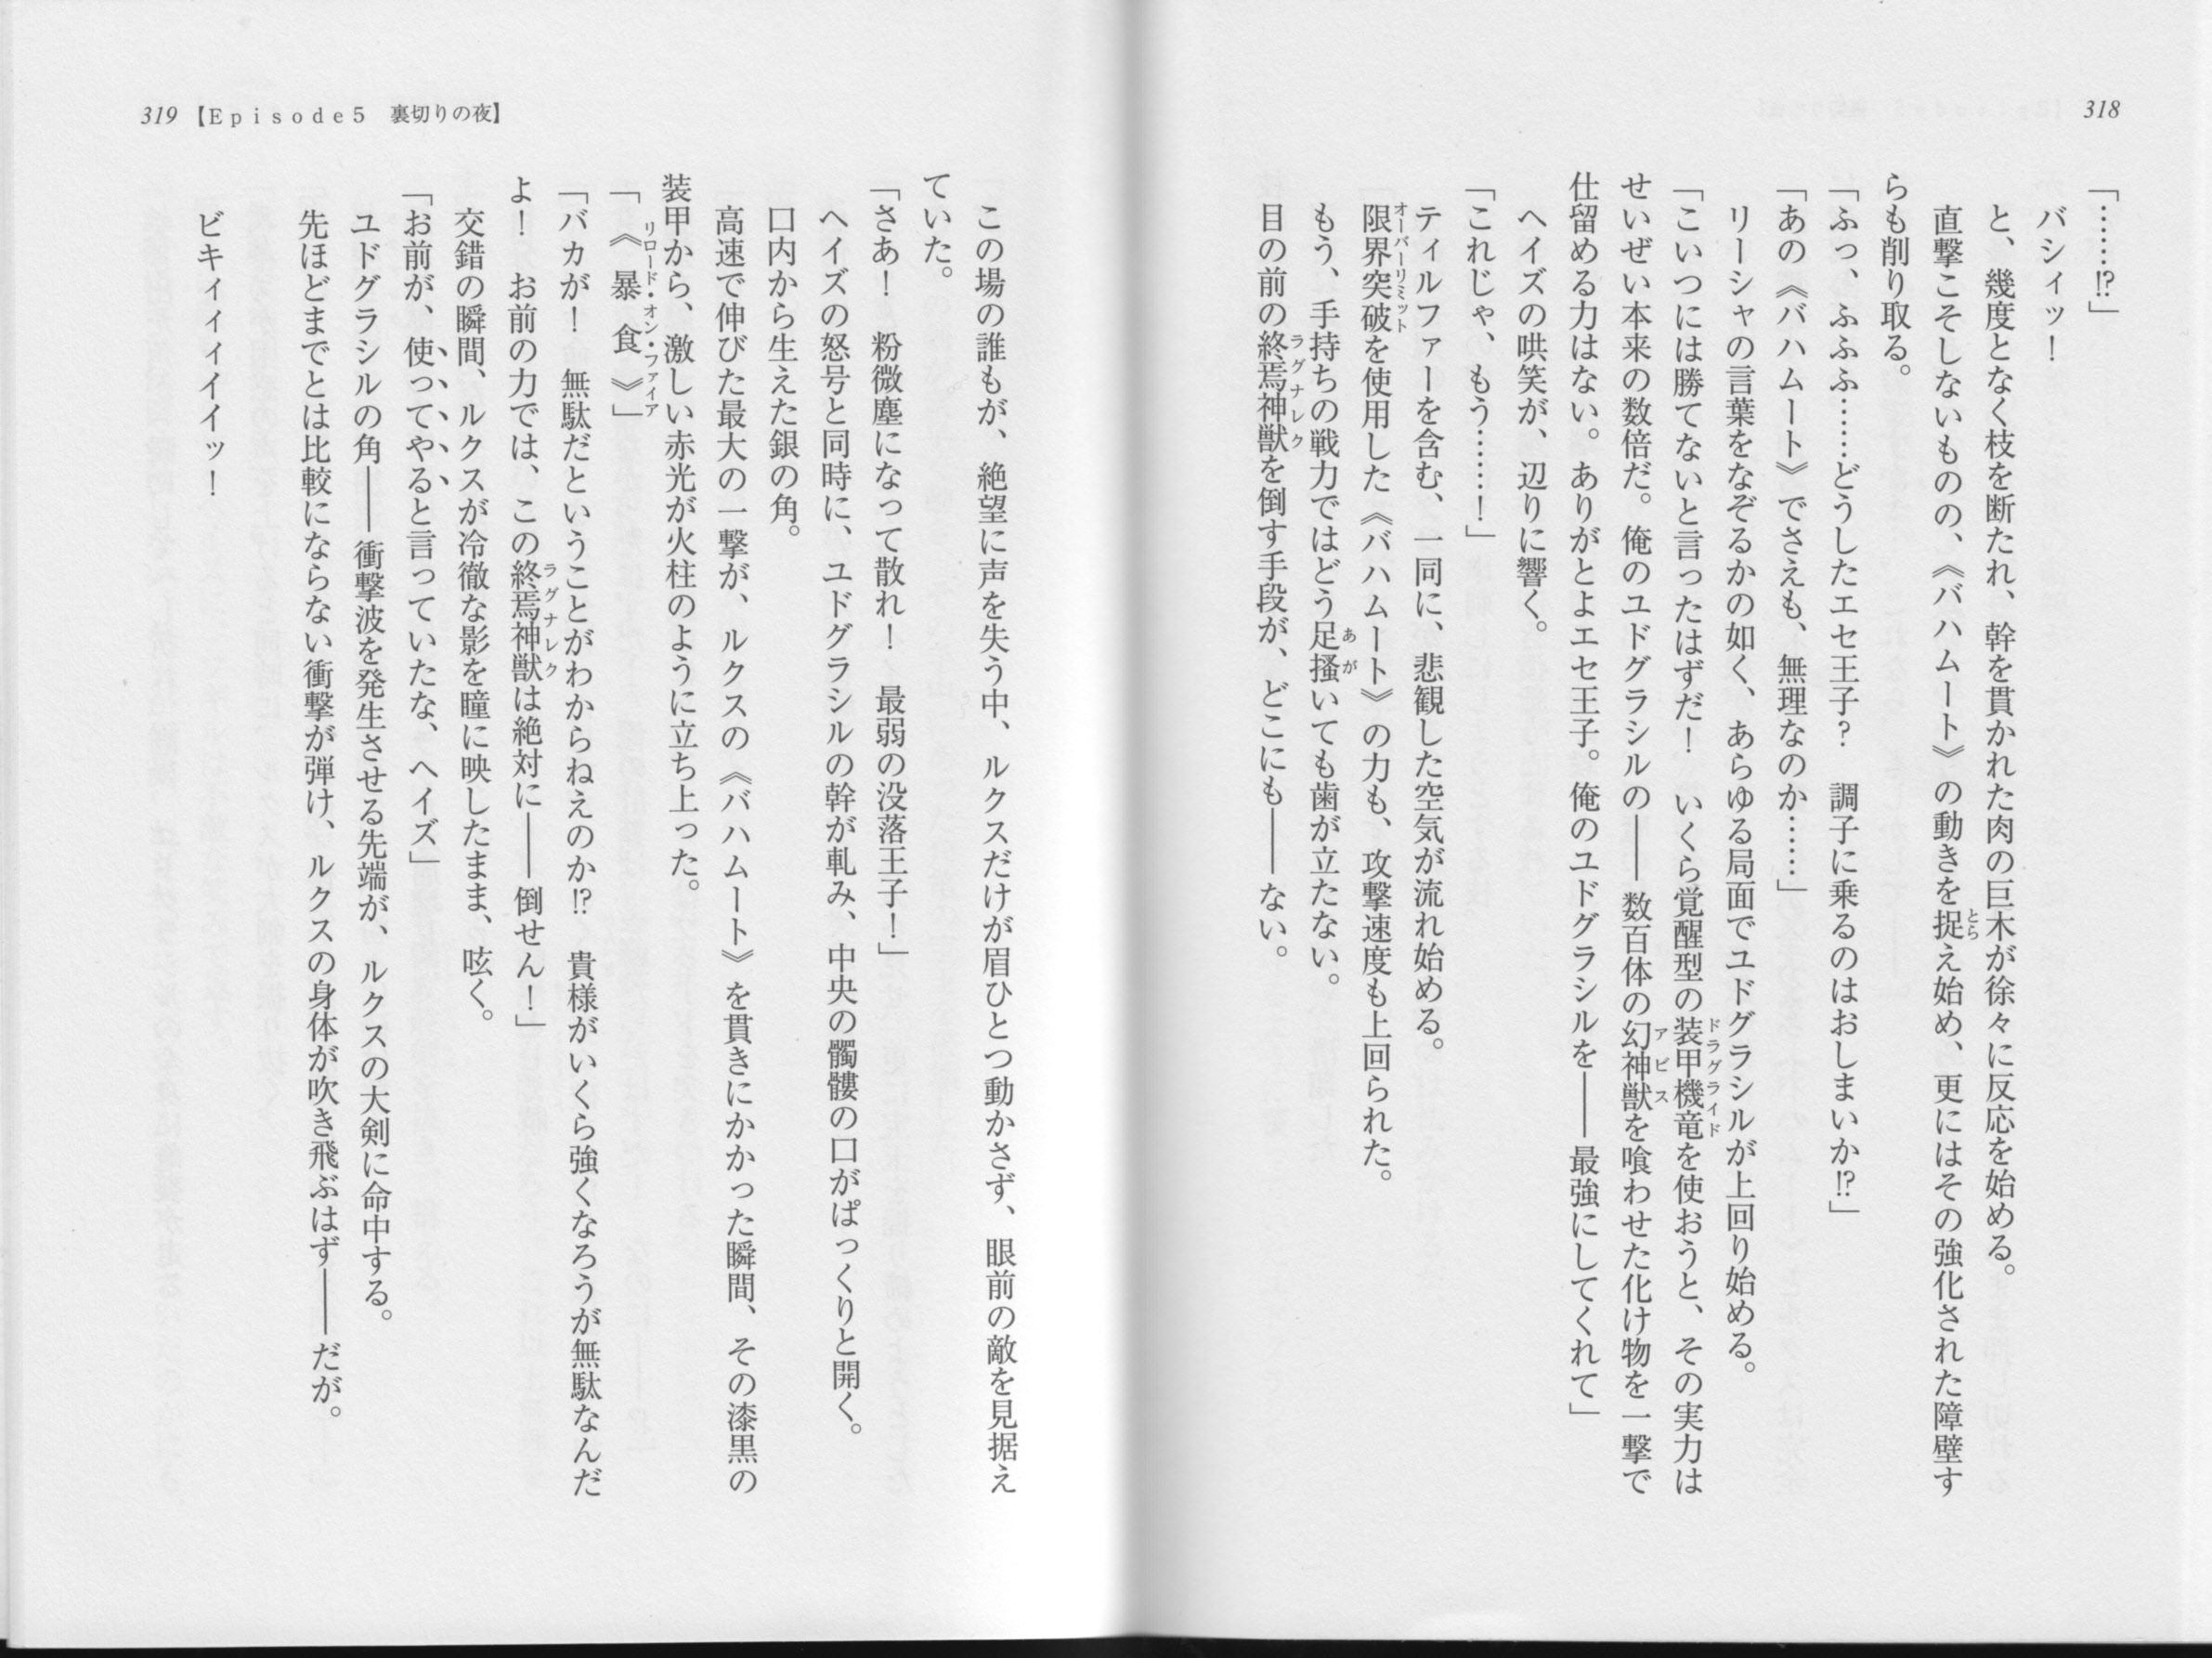 318
「……⁉」
バシィッ！
と、幾度となく枝を断たれ、幹を貫かれた肉の巨木が徐々に反応を始める。
直撃こそしないものの、《バハムート》の動きを捉え始め、更にはその強化された障壁す
らも削り取る。
「ふっ、ふふふ……どうしたエセ王子？　調子に乗るのはおしまいか⁉」
「あの《バハムート》でさえも、無理なのか……」
リーシャの言葉をなぞるかの如く、あらゆる局面でユドグラシルが上回り始める。
「こいつには勝てないと言ったはずだ！　いくら覚醒型の装甲機竜を使おうと、その実力は
せいぜい本来の数倍だ。俺のユドグラシルの――数百体の幻神獣を喰わせた化け物を一撃で
仕留める力はない。ありがとよエセ王子。俺のユドグラシルを――最強にしてくれて」
ヘイズの哄笑が、辺りに響く。
「これじゃ、もう……！」
ティルファーを含む、一同に、悲観した空気が流れ始める。
限界突破を使用した《バハムート》の力も、攻撃速度も上回られた。
もう、手持ちの戦力ではどう足掻いても歯が立たない。
目の前の終焉神獣を倒す手段が、どこにも――ない。
319【Episode5　裏切りの夜】
この場の誰もが、絶望に声を失う中、ルクスだけが眉ひとつ動かさず、眼前の敵を見据え
ていた。
「さあ！　粉微塵になって散れ！　最弱の没落王子！」
ヘイズの怒号と同時に、ユドグラシルの幹が軋み、中央の髑髏の口がぱっくりと開く。
口内から生えた銀の角。
高速で伸びた最大の一撃が、ルクスの《バハムート》を貫きにかかった瞬間、その漆黒の
装甲から、激しい赤光が火柱のように立ち上った。
「《暴食》」
「バカが！　無駄だということがわからねえのか⁉　貴様がいくら強くなろうが無駄なんだ
よ！　お前の力では、この終焉神獣は絶対に――倒せん！」
交錯の瞬間、ルクスが冷徹な影を瞳に映したまま、呟く。
「お前が、使ってやると言っていたな、ヘイズ」
ユドグラシルの角――衝撃波を発生させる先端が、ルクスの大剣に命中する。
先ほどまでとは比較にならない衝撃が弾け、ルクスの身体が吹き飛ぶはず――だが。
ビキィィィイイッ！